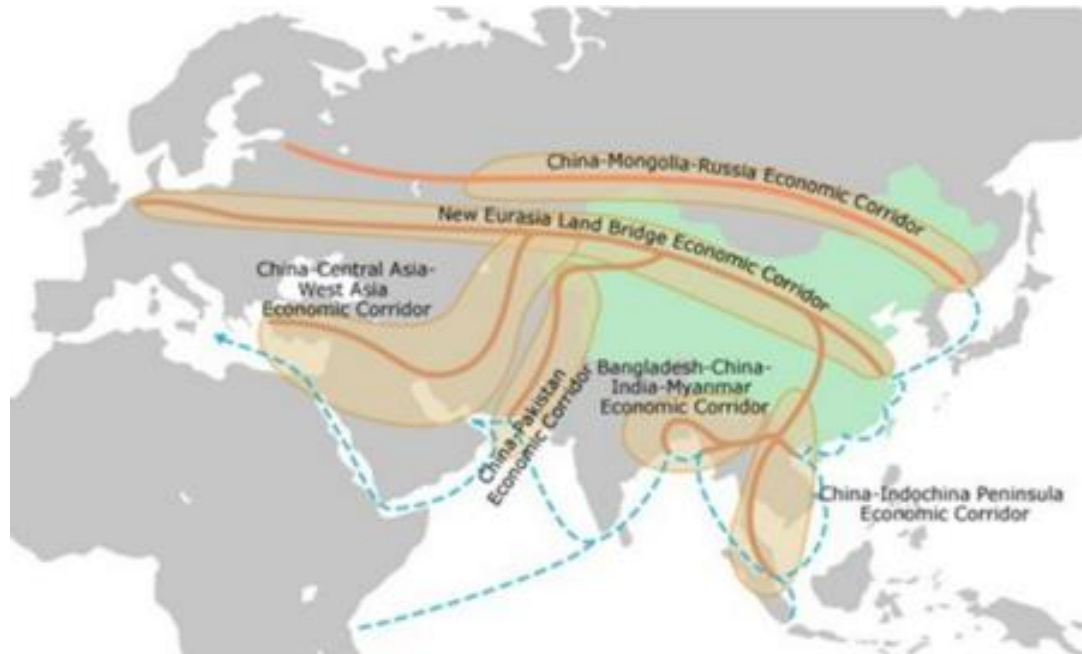 China-Mongolia-Russia Economic Corridor
New Eurasia Land Bridge Economic Corridor
China-Central Asia-
West Asia
Economic Corridor
Bangladesh-China-
India-Myanmar
Economic Corridor
China-Pakistan
Economic Corridor
China-Indochina Peninsula
Economic Corridor